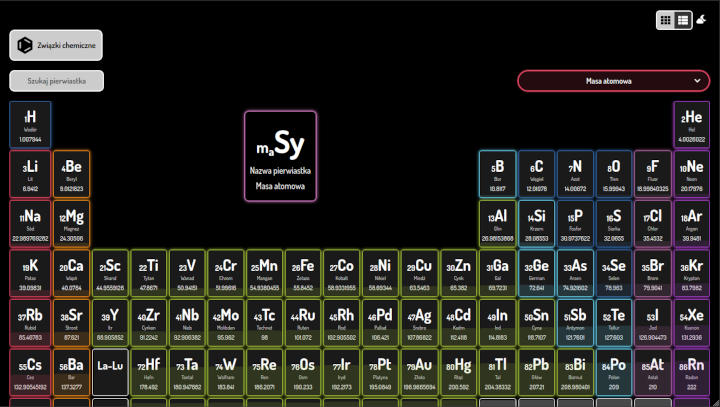 Związki chemiczne
Szukaj pierwiastka
Masa atomowa
1H
Wodór
1.007944
2He
Hel
4.0026022
maSy
Nazwa pierwiastka
Masa atomowa
3Li
Lit
6.9412
4Be
Beryl
9.0121823
5B
Bor
10.8117
6C
Węgiel
12.01078
7N
Azot
14.00672
8O
Tlen
15.99943
9F
Fluor
18.99840325
10Ne
Neon
20.17976
11Na
Sód
22.989769282
12Mg
Magnez
24.30506
13Al
Glin
26.98153868
14Si
Krzem
28.08553
15P
Fosfor
30.9737622
16S
Siarka
32.0655
17Cl
Chlor
35.4532
18Ar
Argon
39.9481
19K
Potas
39.09831
20Ca
Wapń
40.0784
21Sc
Skand
44.9559126
22Ti
Tytan
47.8671
23V
Wanad
50.94151
24Cr
Chrom
51.99616
25Mn
Mangan
54.9380455
26Fe
Żelazo
55.8452
27Co
Kobalt
58.9331955
28Ni
Nikiel
58.69344
29Cu
Miedź
63.5463
30Zn
Cynk
65.382
31Ga
Gal
69.7231
32Ge
German
72.641
33As
Arsen
74.921602
34Se
Selen
78.963
35Br
Brom
79.9041
36Kr
Krypton
83.7982
37Rb
Rubid
85.46783
38Sr
Stront
87.621
39Y
Itr
88.905852
40Zr
Cyrkon
91.2242
41Nb
Niob
92.906382
42Mo
Molibden
95.962
43Tc
Technet
98
44Ru
Ruten
101.072
45Rh
Rod
102.905502
46Pd
Pallad
106.421
47Ag
Srebro
107.86822
48Cd
Kadm
112.4118
49In
Ind
114.8183
50Sn
Cyna
118.7107
51Sb
Antymon
121.7601
52Te
Tellur
127.603
53I
Jod
126.904473
54Xe
Ksenon
131.2936
55Cs
Cez
132.90545192
56Ba
Bar
137.3277
La-Lu
72Hf
Hafn
178.492
73Ta
Tantal
180.947882
74W
Wolfram
183.841
75Re
Ren
186.2071
76Os
Osm
190.233
77Ir
Iryd
192.2173
78Pt
Platyna
195.0849
79Au
Złoto
196.9665694
80Hg
Rtęć
200.592
81Tl
Tal
204.38332
82Pb
Ołów
207.21
83Bi
Bizmut
208.980401
84Po
Polon
209
85At
Astat
210
86Rn
Radon
222